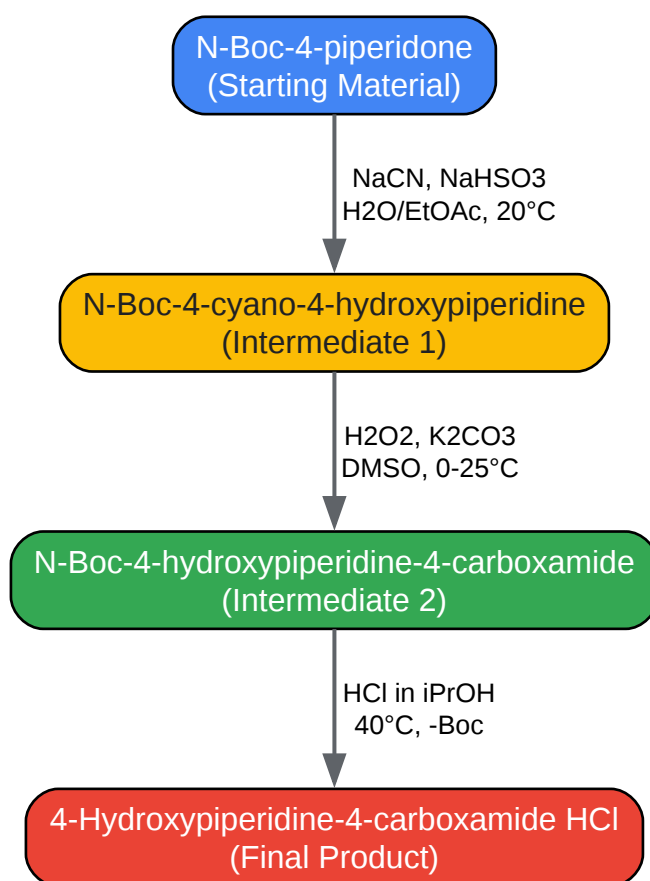 N-Boc-4-piperidone
(Starting Material)
NaCN, NaHSO3
H2O/EtOAc, 20°C
N-Boc-4-cyano-4-hydroxypiperidine
(Intermediate 1)
H2O2, K2CO3
DMSO, 0-25°C
N-Boc-4-hydroxypiperidine-4-carboxamide
(Intermediate 2)
HCl in iPrOH
40°C, -Boc
4-Hydroxypiperidine-4-carboxamide HCl
(Final Product)